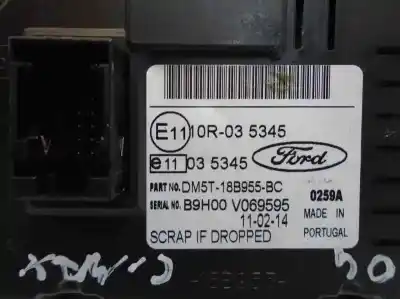 E11 10R-03 5345
e11 03 5345 Ford
PART NO. DM5T-18B955-BC
SERIAL NO. B9H00 V069595 0259A
11-02-14 MADE IN
SCRAP IF DROPPED PORTUGAL
50